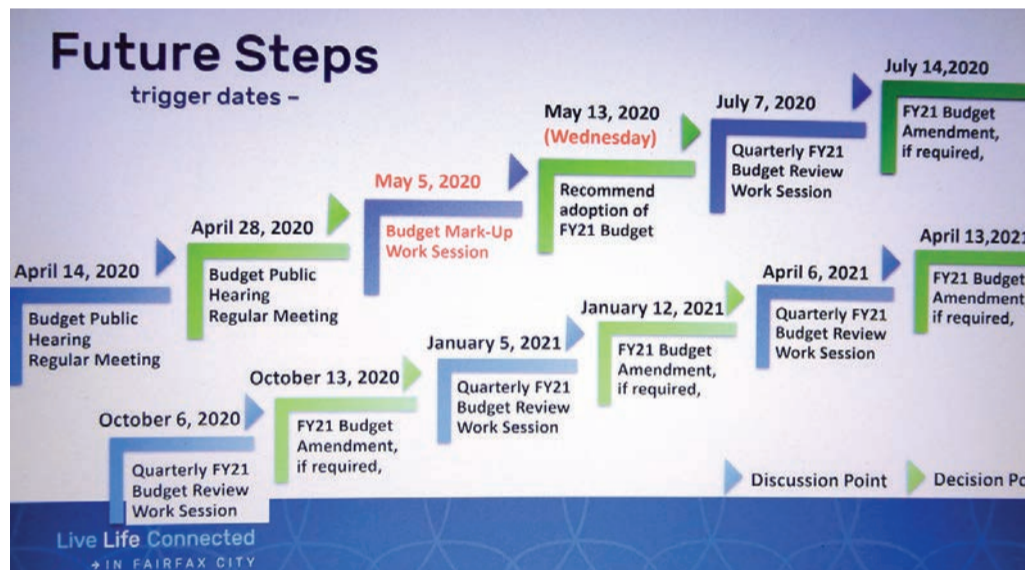 Future Steps
trigger dates –
April 14, 2020
Budget Public
Hearing
Regular Meeting
April 28, 2020
Budget Public
Hearing
Regular Meeting
May 5, 2020
Budget Mark-Up
Work Session
May 13, 2020
(Wednesday)
Recommend
adoption of
FY21 Budget
July 7, 2020
Quarterly FY21
Budget Review
Work Session
July 14,2020
FY21 Budget
Amendment,
if required,
October 6, 2020
Quarterly FY21
Budget Review
Work Session
October 13, 2020
FY21 Budget
Amendment,
if required,
January 5, 2021
Quarterly FY21
Budget Review
Work Session
January 12, 2021
FY21 Budget
Amendment,
if required,
April 6, 2021
Quarterly FY21
Budget Review
Work Session
April 13,2021
FY21 Budget
Amendment
if required,
Discussion Point
Decision
Live Life Connected
IN FAIRFAX CITY